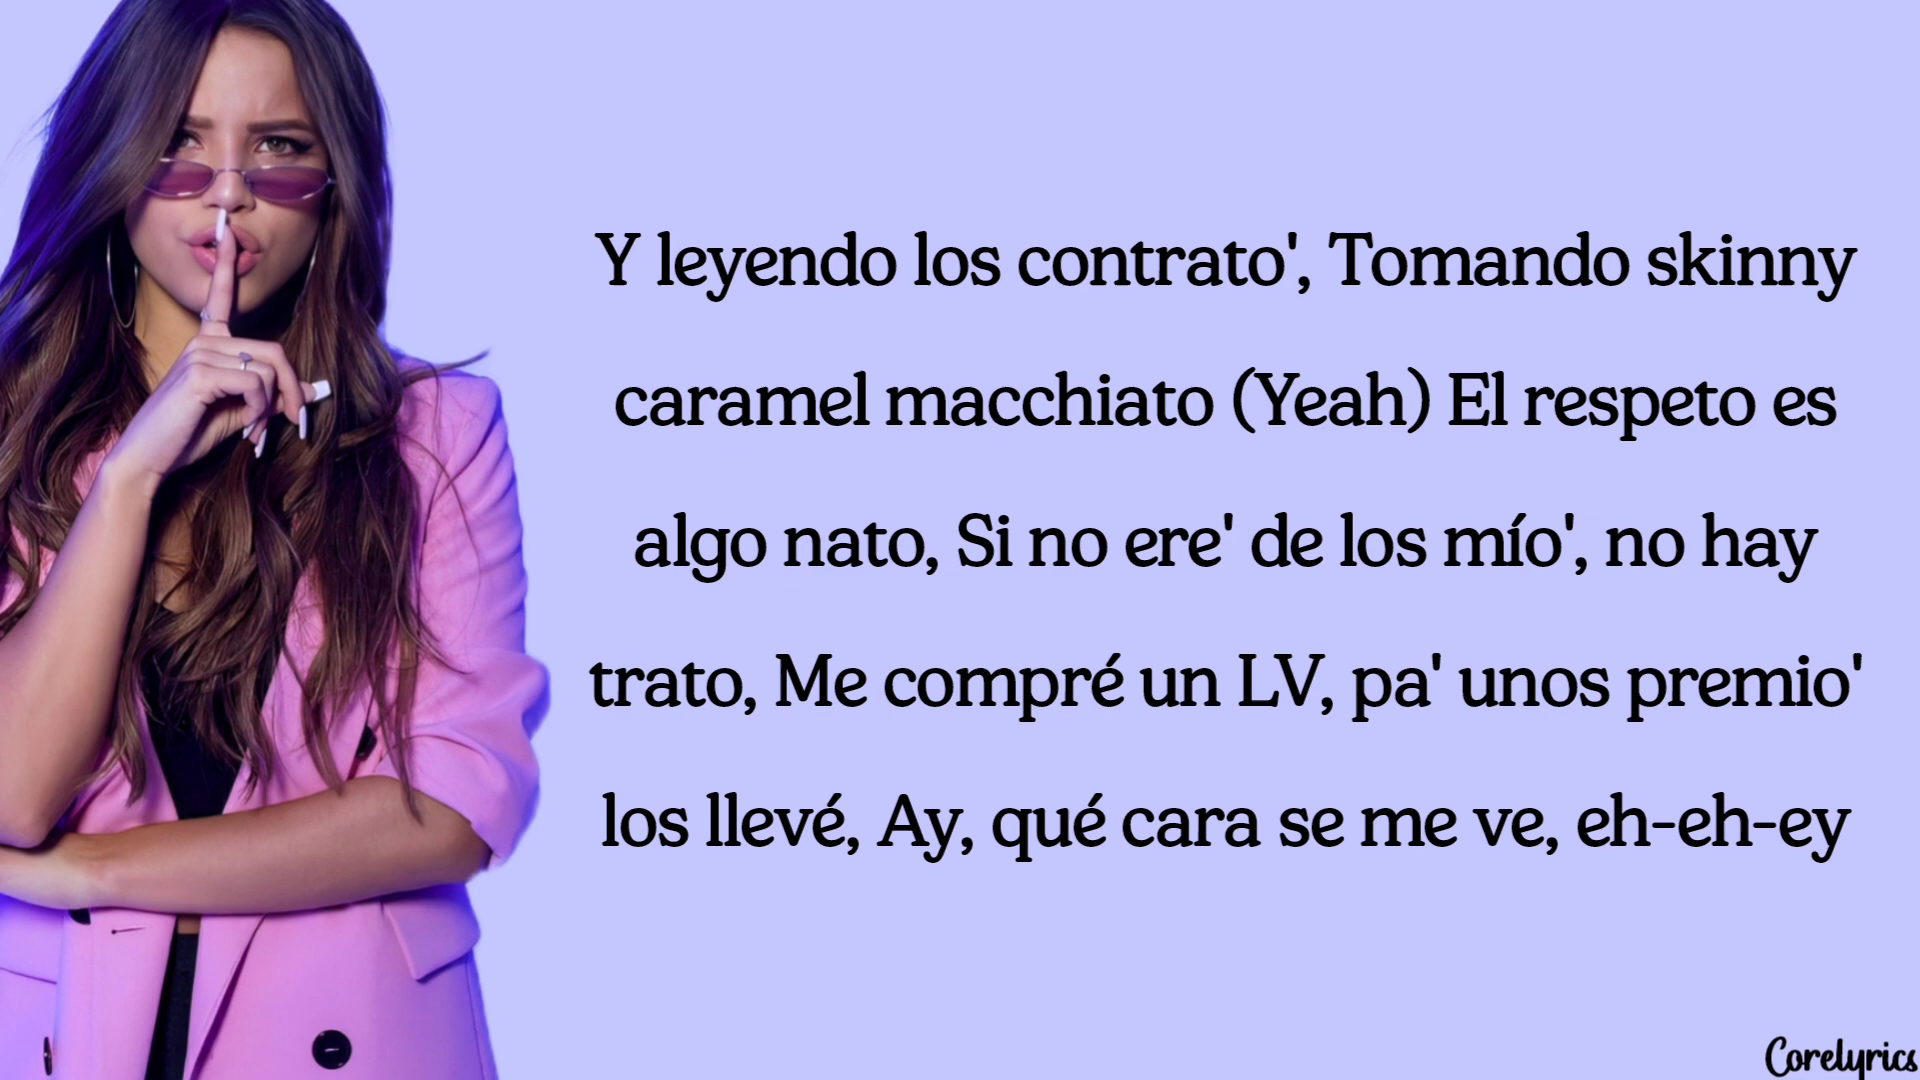 Y leyendo los contrato', Tomando skinny
caramel macchiato (Yeah) El respeto es
algo nato, Si no ere' de los mío', no hay
trato, Me compré un LV, pa' unos premio'
los llevé, Ay, qué cara se me ve, eh-eh-ey
Corelyrics